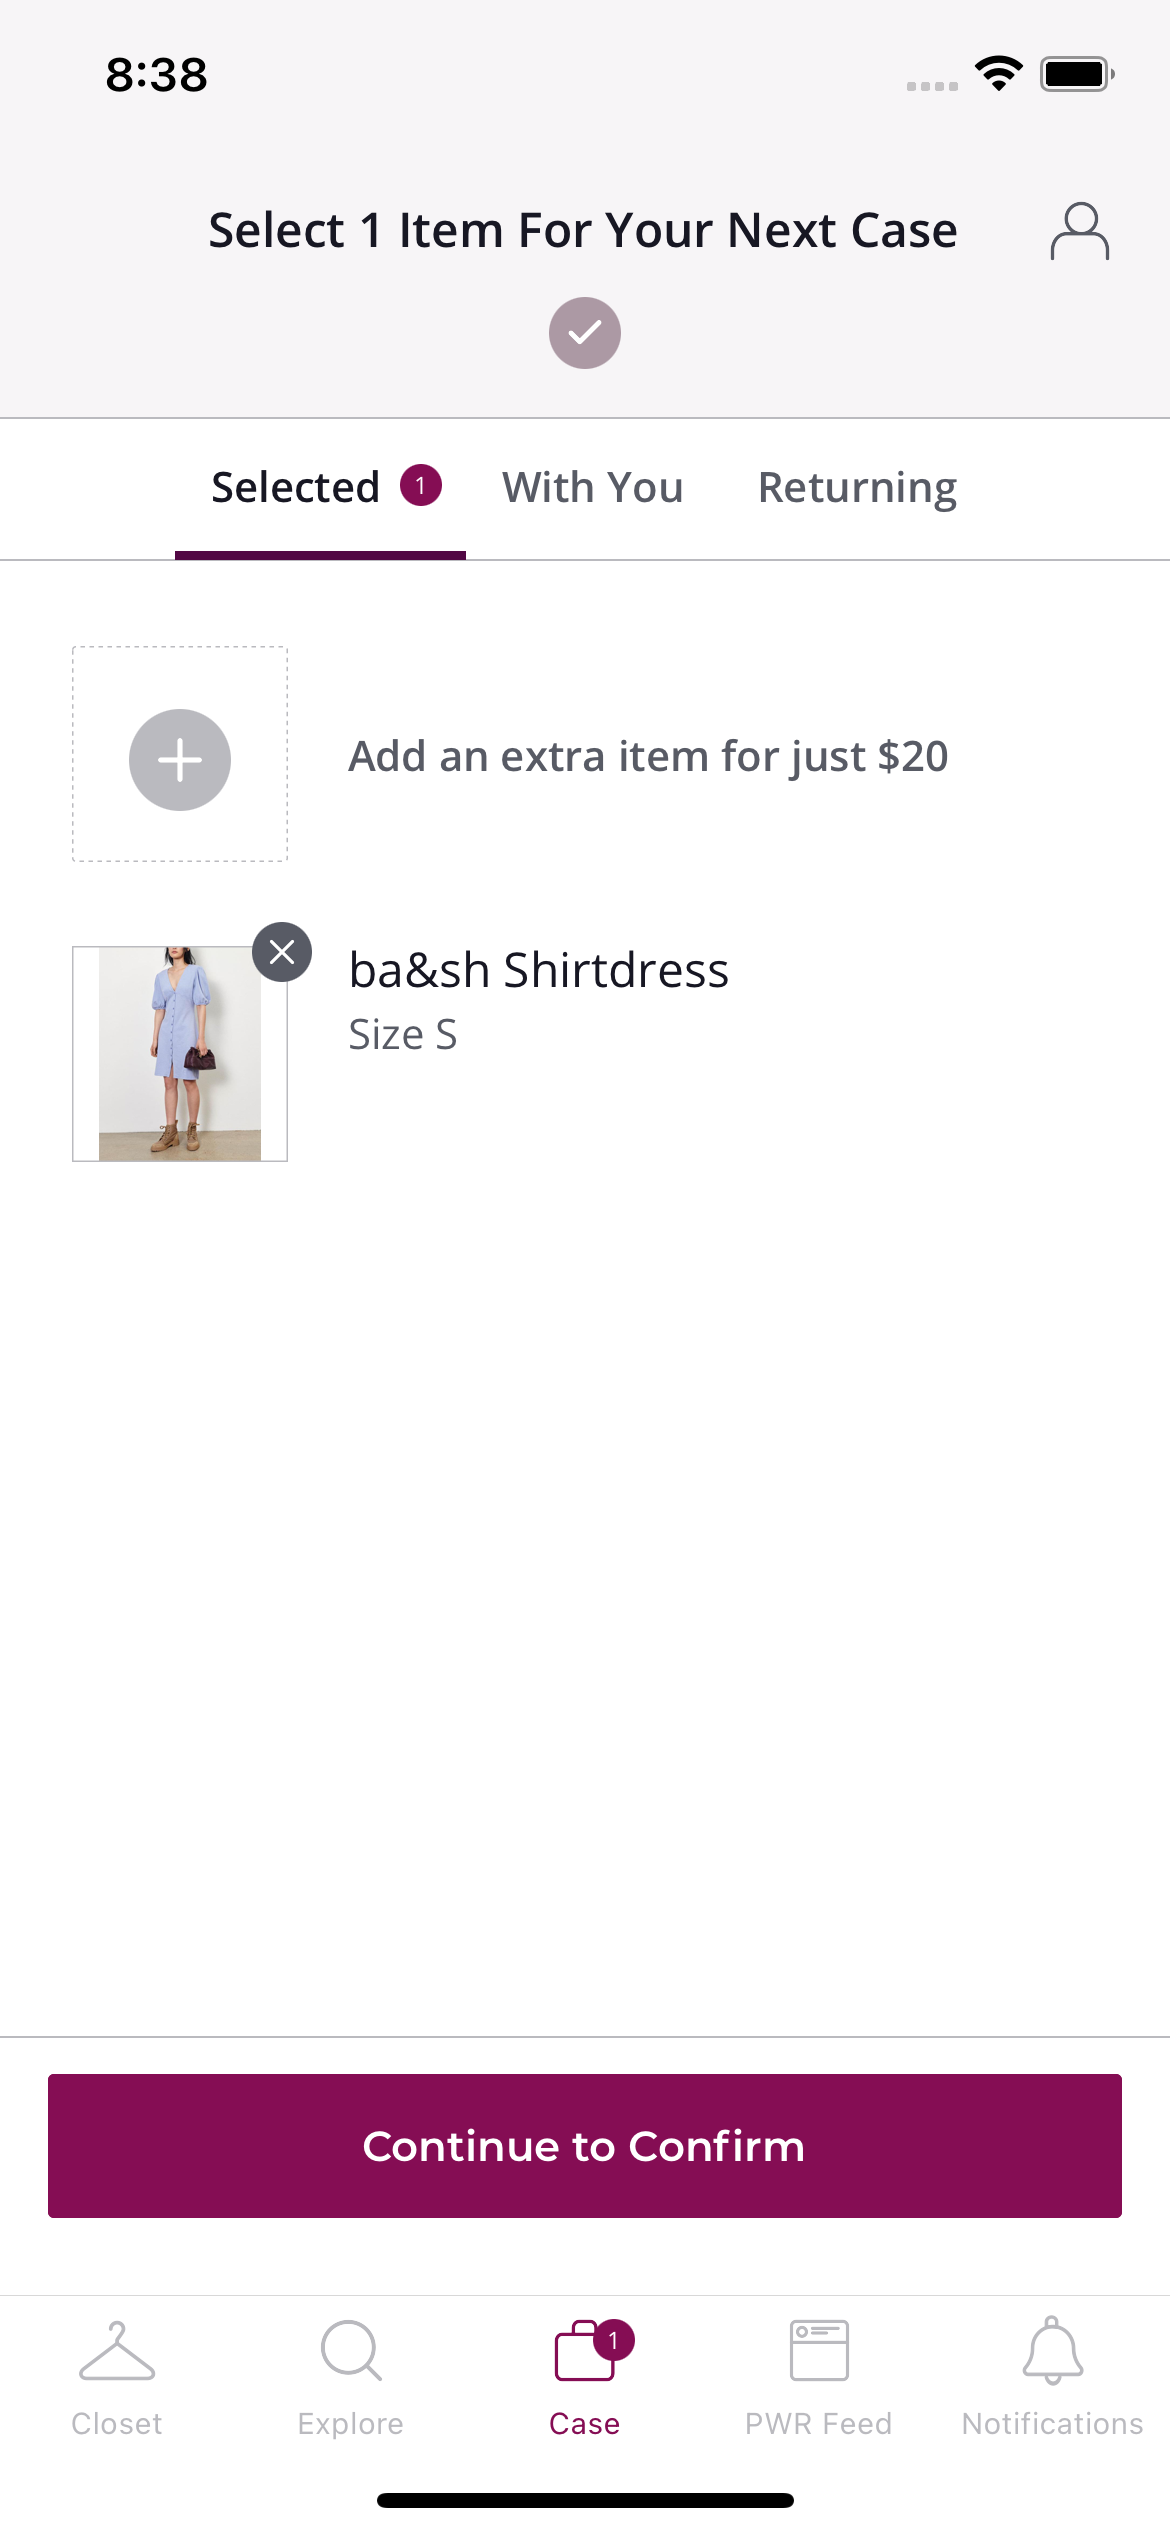 8:38
Select 1 Item For Your Next Case
Selected 1 With You Returning
Add an extra item for just $20
ba&sh Shirtdress
Size S
Continue to Confirm
1
Closet Explore Case PWR Feed Notifications